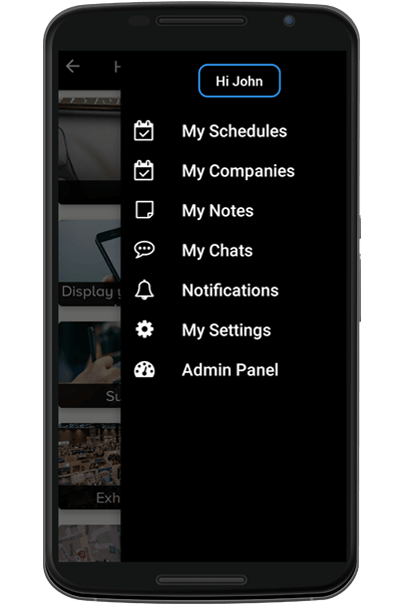 Hi John
H
My Schedules
My Companies
My Notes
My Chats
Display y
Notifications
My Settings
Admin Panel
Su
Exh